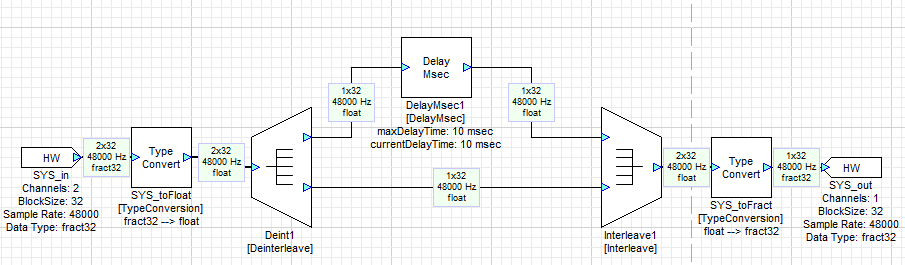 Delay
Msec
1x32
48000 Hz
float
1x32
48000 Hz
float
DelayMsec1
[DelayMsec]
maxDelayTime: 10 msec
currentDelayTime: 10 msec
HW
SYS_in
Channels: 2
BlockSize: 32
Sample Rate: 48000
Data Type: fract32
2x32
48000 Hz
fract32
Type
Convert
SYS_toFloat
[TypeConversion]
fract32 --> float
2x32
48000 Hz
float
Deint1
[Deinterleave]
1x32
48000 Hz
float
Interleave1
[Interleave]
2x32
48000 Hz
float
Type
Convert
SYS_toFract
[TypeConversion]
float --> fract32
1x32
48000 Hz
fract32
HW
SYS_out
Channels: 1
BlockSize: 32
Sample Rate: 48000
Data Type: fract32